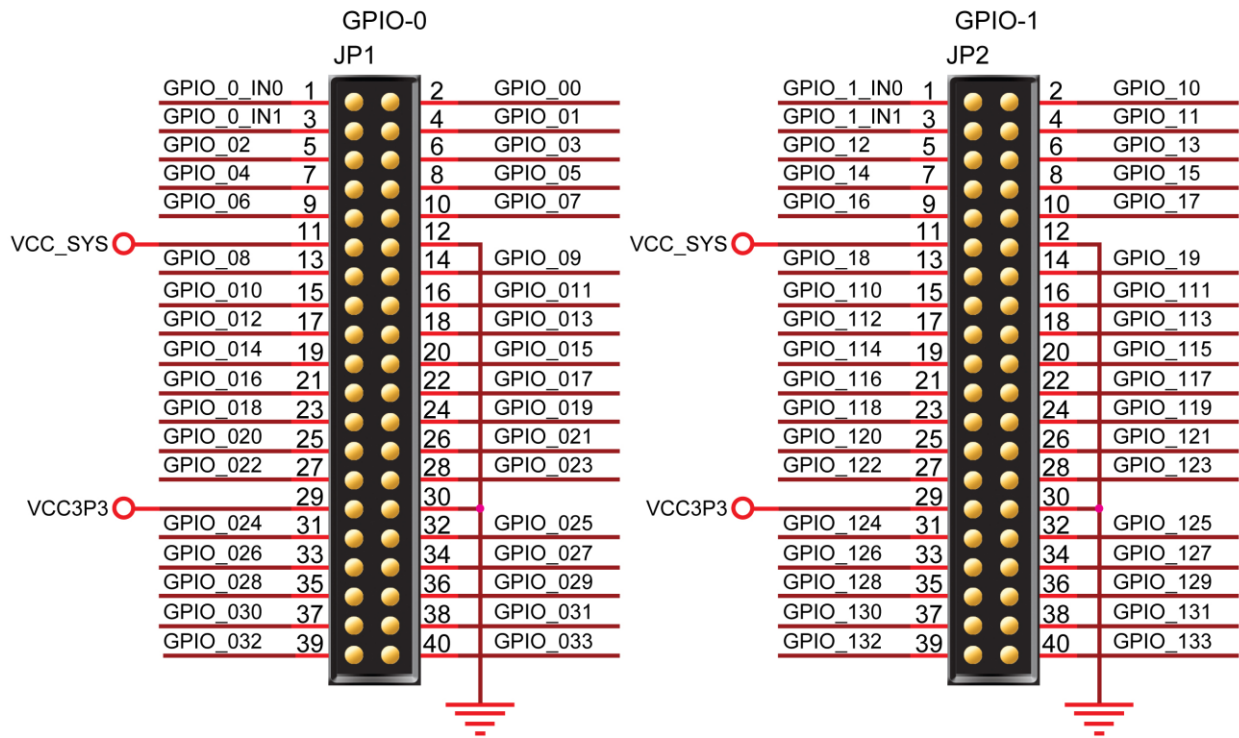 GPIO-0 GPIO-1
JP1 JP2
GPIO_0_IN0 1 2 GPIO_00 GPIO_1_IN0 1 2 GPIO_10
GPIO_0_IN1 3 4 GPIO_01 GPIO_1_IN1 3 4 GPIO_11
GPIO_02 5 6 GPIO_03 GPIO_12 5 6 GPIO_13
GPIO_04 7 8 GPIO_05 GPIO_14 7 8 GPIO_15
GPIO_06 9 10 GPIO_07 GPIO_16 9 10 GPIO_17
VCC_SYS 11 12 VCC_SYS 11 12
GPIO_08 13 14 GPIO_09 GPIO_18 13 14 GPIO_19
GPIO_010 15 16 GPIO_011 GPIO_110 15 16 GPIO_111
GPIO_012 17 18 GPIO_013 GPIO_112 17 18 GPIO_113
GPIO_014 19 20 GPIO_015 GPIO_114 19 20 GPIO_115
GPIO_016 21 22 GPIO_017 GPIO_116 21 22 GPIO_117
GPIO_018 23 24 GPIO_019 GPIO_118 23 24 GPIO_119
GPIO_020 25 26 GPIO_021 GPIO_120 25 26 GPIO_121
GPIO_022 27 28 GPIO_023 GPIO_122 27 28 GPIO_123
VCC3P3 29 30 VCC3P3 29 30
GPIO_024 31 32 GPIO_025 GPIO_124 31 32 GPIO_125
GPIO_026 33 34 GPIO_027 GPIO_126 33 34 GPIO_127
GPIO_028 35 36 GPIO_029 GPIO_128 35 36 GPIO_129
GPIO_030 37 38 GPIO_031 GPIO_130 37 38 GPIO_131
GPIO_032 39 40 GPIO_033 GPIO_132 39 40 GPIO_133